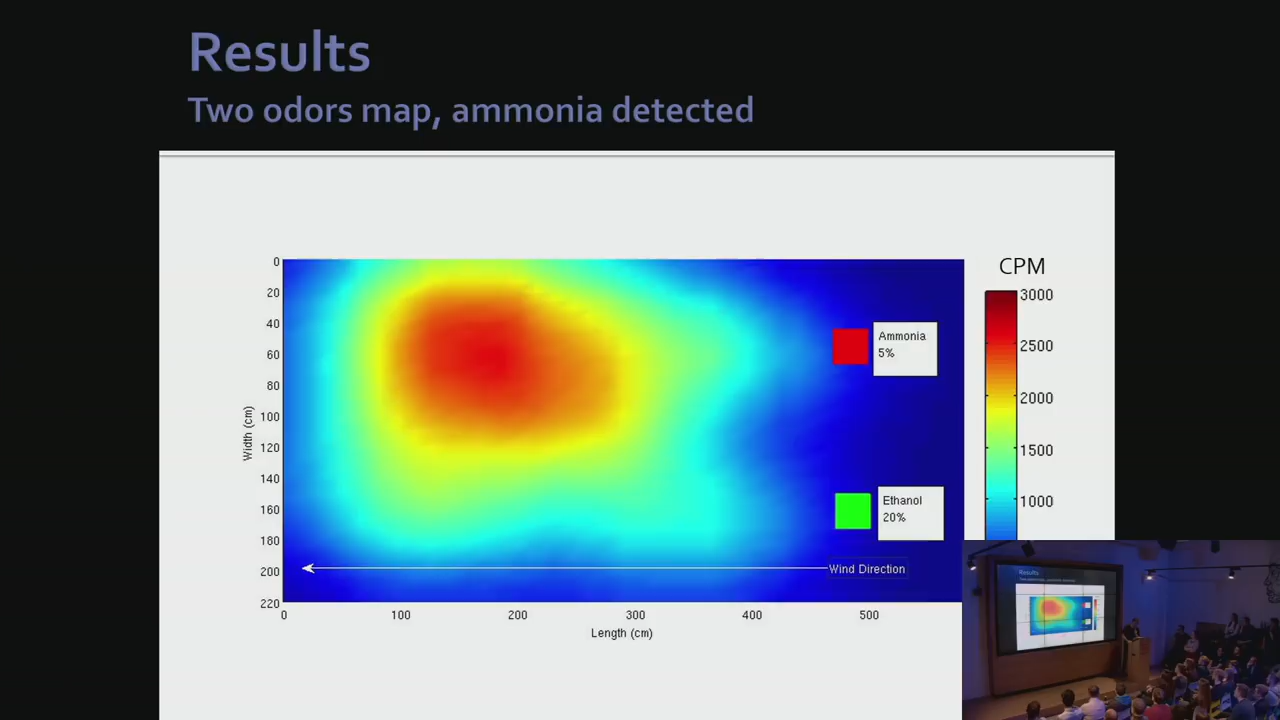 Results
Two odors map, ammonia detected
CPM
3000
2500
2000
1500
1000
0
20
40
60
80
100
120
140
160
180
200
220
Width (cm)
Ammonia
5%
Ethanol
20%
Wind Direction
0
100
200
300
400
500
Length (cm)
Results